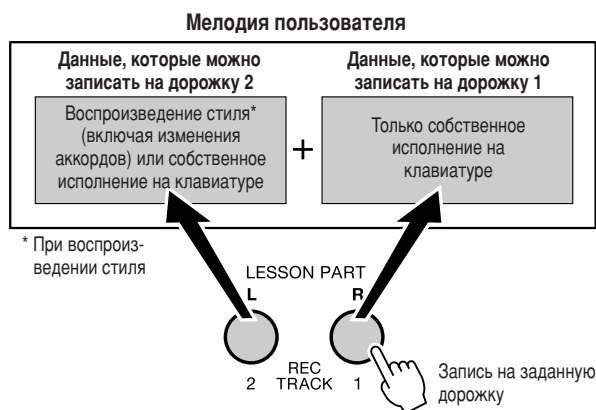 Мелодия пользователя
Данные, которые можно
записать на дорожку 2
Данные, которые можно
записать на дорожку 1
Воспроизведение стиля*
(включая изменения
аккордов) или собственное
исполнение на клавиатуре
+
Только собственное
исполнение на
клавиатуре
* При воспроиз-
ведении стиля
LESSON PART
L R
REC
2 TRACK 1
Запись на заданную
дорожку